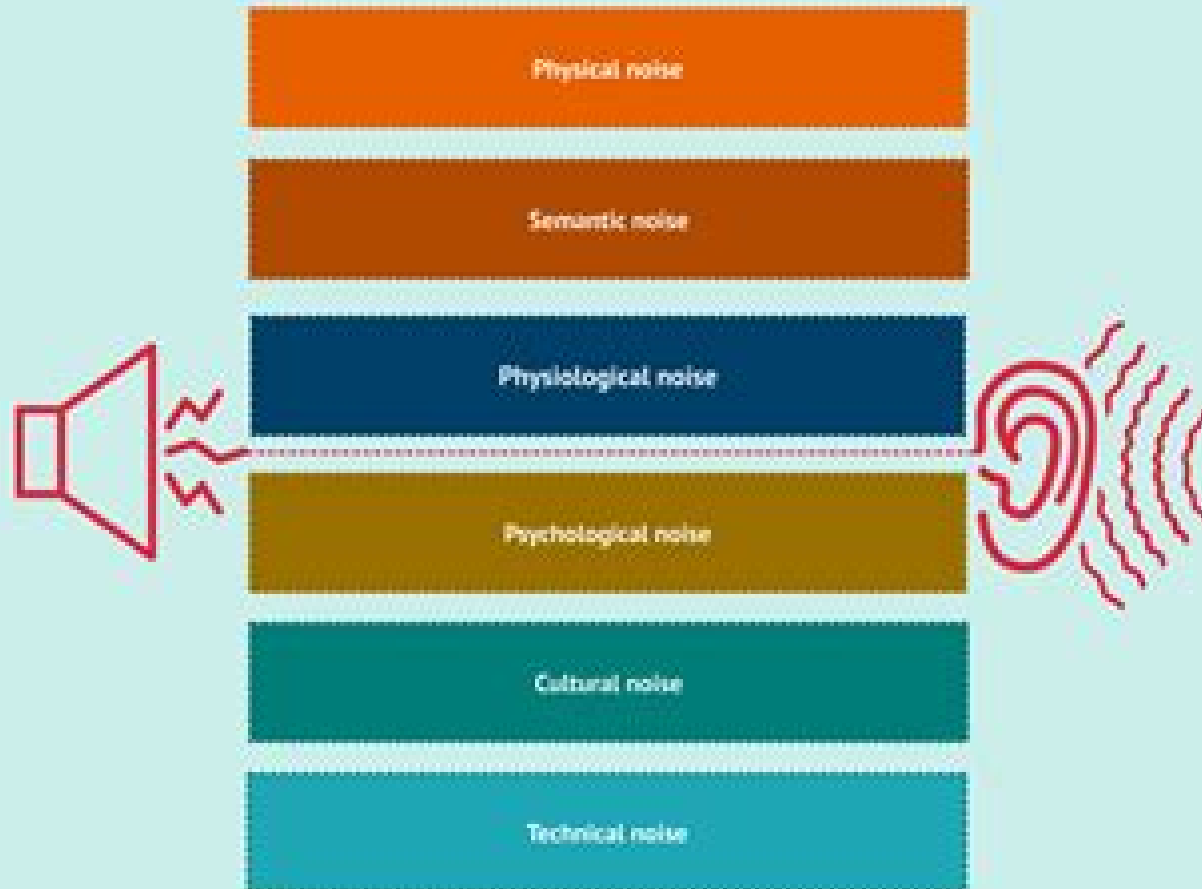 Physical noise
Semantic noise
Physiological noise
Psychological noise
Cultural noise
Technical noise